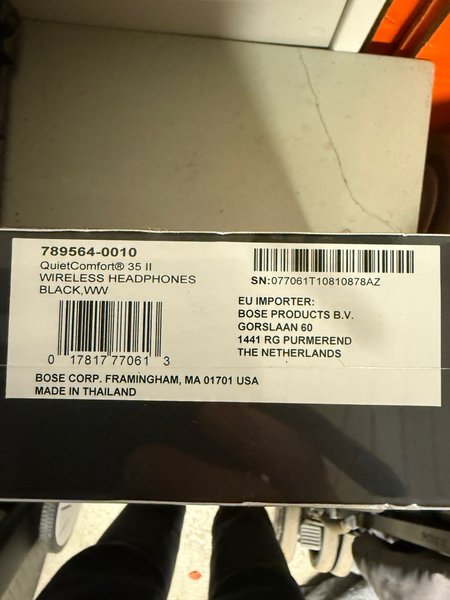 789564-0010
QuietComfort® 35 II
WIRELESS HEADPHONES
BLACK,WW
0 17817 77061 3
BOSE CORP. FRAMINGHAM, MA 01701 USA
MADE IN THAILAND
SN:077061T10810878AZ
EU IMPORTER:
BOSE PRODUCTS B.V.
GORSLAAN 60
1441 RG PURMEREND
THE NETHERLANDS